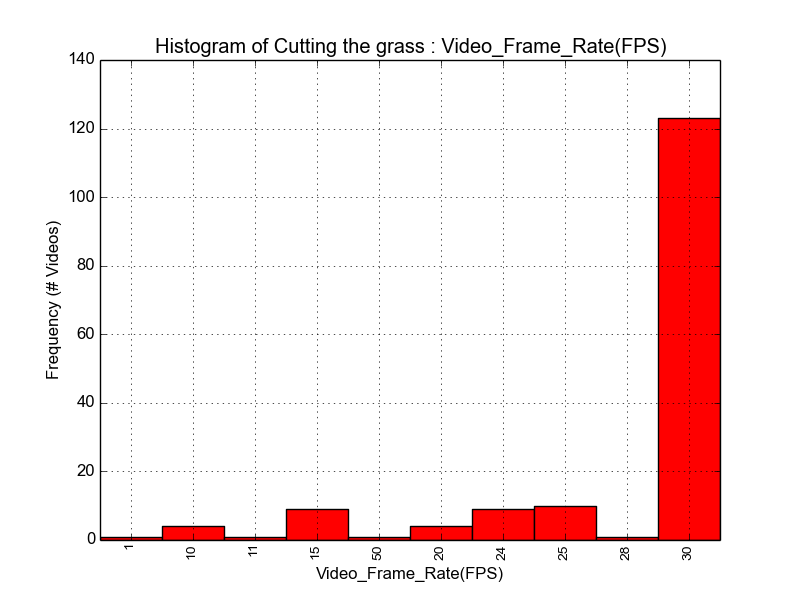 Histogram of Cutting the grass : Video_Frame_Rate(FPS)
140
120
100
80
60
40
20
0
Frequency (# Videos)
1 10 11 15 50 20 24 25 28 30
Video_Frame_Rate(FPS)